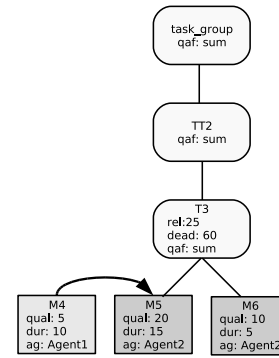 task_group
qaf: sum
TT2
qaf: sum
T3
rel:25
dead: 60
qaf: sum
M4
qual: 5
dur: 10
ag: Agent1
M5
qual: 20
dur: 15
ag: Agent2
M6
qual: 10
dur: 5
ag: Agent2